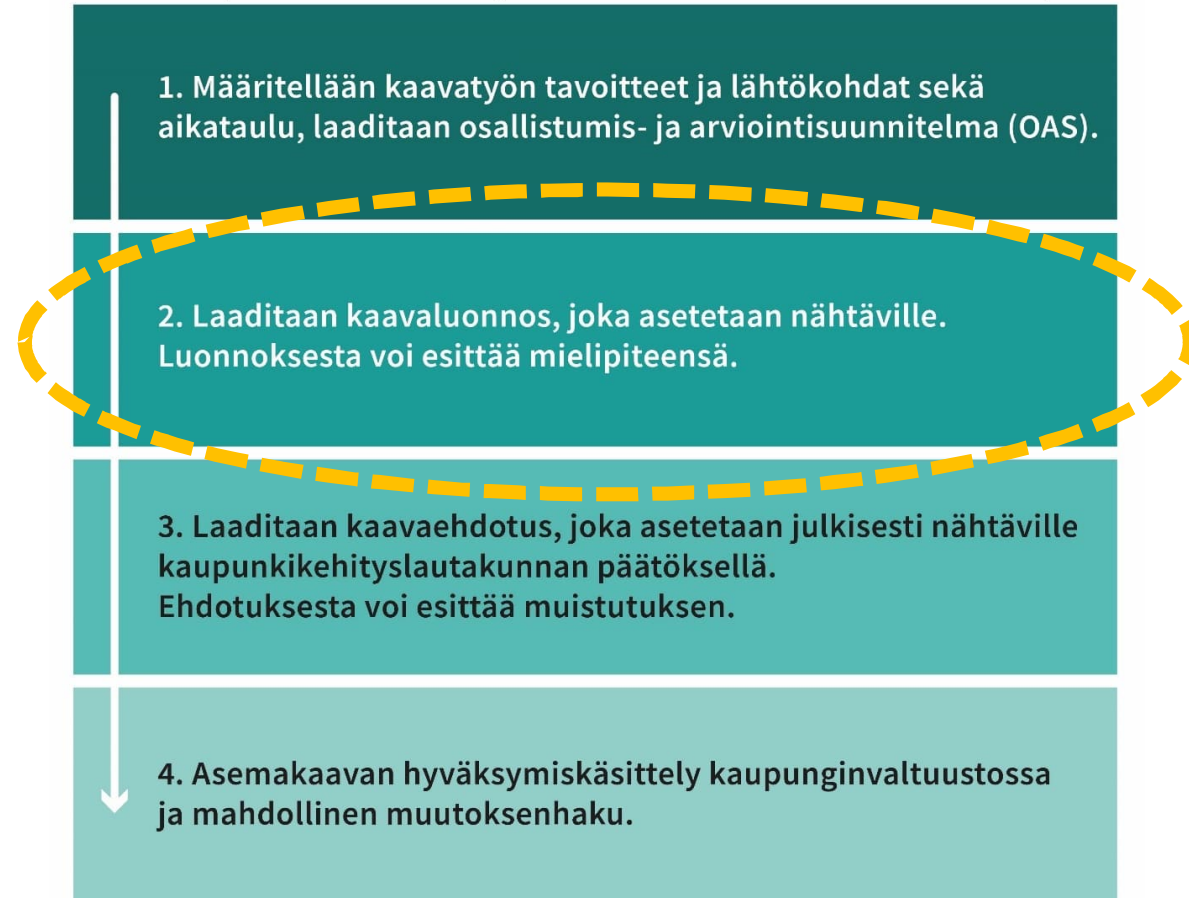 1. Määritellään kaavatyön tavoitteet ja lähtökohdat sekä
aikataulu, laaditaan osallistumis- ja arviointisuunnitelma (OAS).
2. Laaditaan kaavaluonnos, joka asetetaan nähtäville.
Luonnoksesta voi esittää mielipiteensä.
3. Laaditaan kaavaehdotus, joka asetetaan julkisesti nähtäville
kaupunkikehityslautakunnan päätöksellä.
Ehdotuksesta voi esittää muistutuksen.
4. Asemakaavan hyväksymiskäsittely kaupunginvaltuustossa
ja mahdollinen muutoksenhaku.